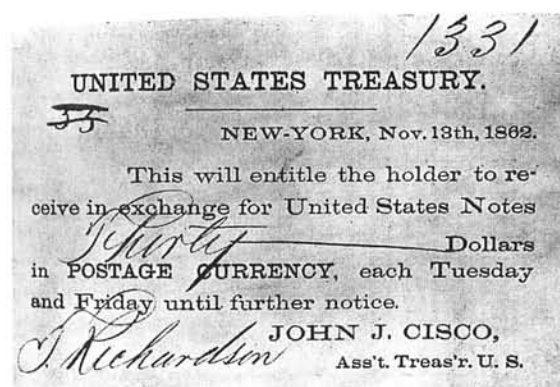 1331
UNITED STATES TREASURY.
55
NEW-YORK, Nov. 13th, 1862.
This will entitle the holder to re-
ceive in exchange for United States Notes
Thirty Dollars
in POSTAGE CURRENCY, each Tuesday
and Friday until further notice.
JOHN J. CISCO,
J. Richardson Ass't. Treas'r. U. S.